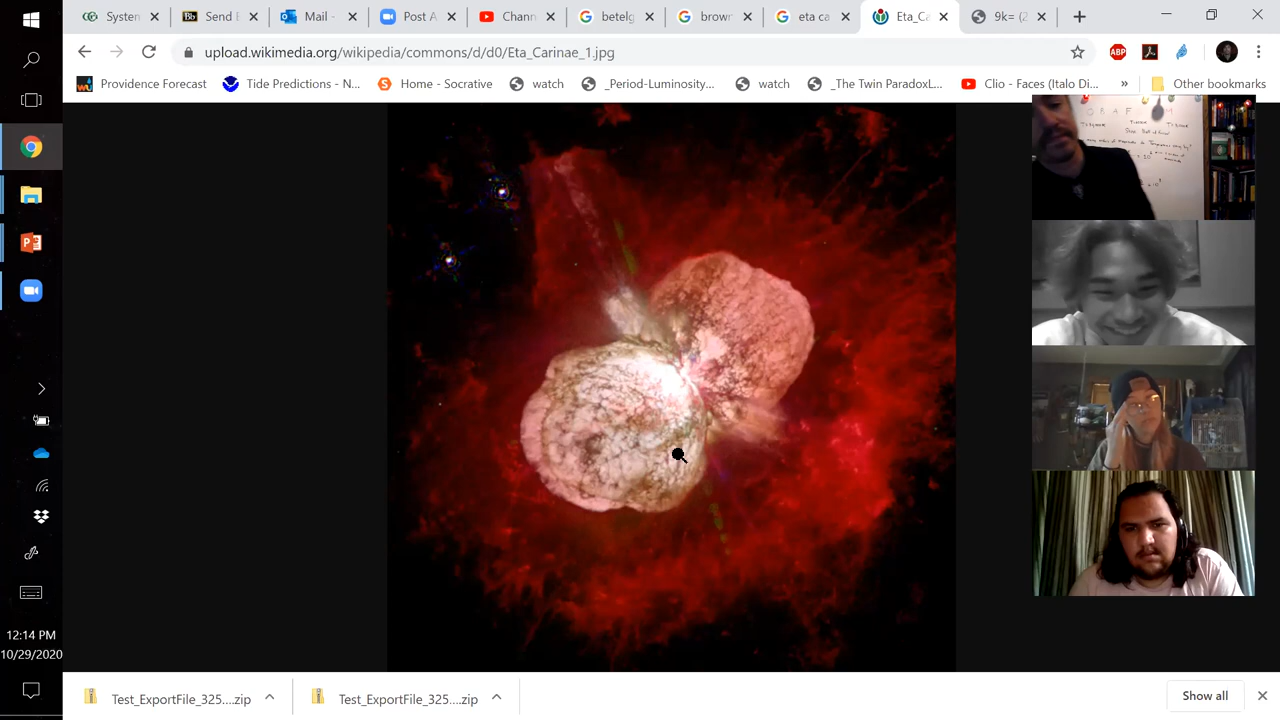 System
Send E
Mail -
Post A
Chann
betelg
brown
eta ca
Eta_Ca
9k= (2
upload.wikimedia.org/wikipedia/commons/d/d0/Eta_Carinae_1.jpg
ABP
Providence Forecast
Tide Predictions - N...
Home - Socrative
watch
_Period-Luminosity...
watch
_The Twin ParadoxL...
Clio - Faces (Italo Di...
»
Other bookmarks
O B A F M
12:14 PM
10/29/2020
Test_ExportFile_325....zip
Test_ExportFile_325....zip
Show all